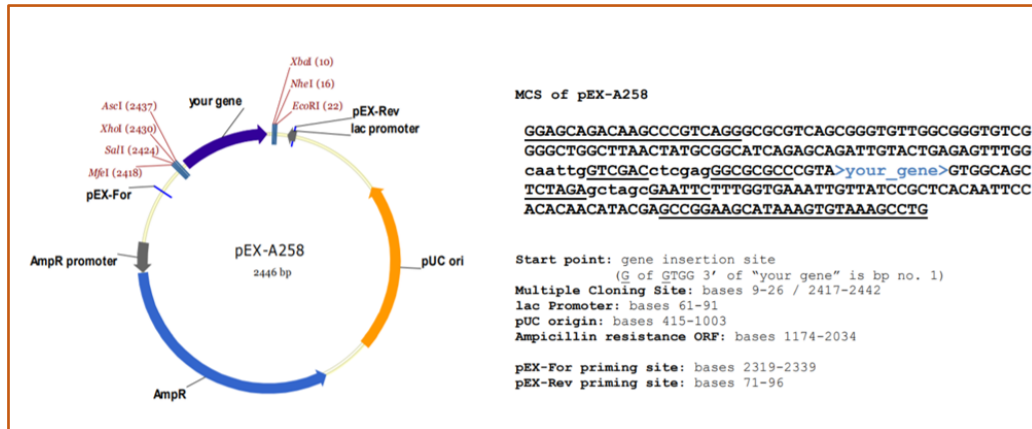 XbaI (10)
NheI (16)
EcoRI (22)
pEX-Rev
lac promoter
your gene
AscI (2437)
XhoI (2430)
SalI (2424)
MfeI (2418)
pEX-For
AmpR promoter
pEX-A258
2446 bp
pUC ori
AmpR
MCS of pEX-A258
GGAGCAGACAAGCCCGTCAGGGCGCGTCAGCGGGTGTTGGCGGGTGTCG
GGGCTGGCTTAACTATGCGGCATCAGAGCAGATTGTACTGAGAGTTTGG
caattgGTCGACctcgagGGCGCGCCCGTA>your_gene>GTGGCAGC
TCTAGAgctagcGAATTCTTTGGTGAAATTGTTATCCGCTCACAATTCC
ACACAACATACGAGCCGGAAGCATAAAGTGTAAAGCCTG
Start point: gene insertion site
(G of GTGG 3' of "your gene" is bp no. 1)
Multiple Cloning Site: bases 9-26 / 2417-2442
lac Promoter: bases 61-91
pUC origin: bases 415-1003
Ampicillin resistance ORF: bases 1174-2034
pEX-For priming site: bases 2319-2339
pEX-Rev priming site: bases 71-96